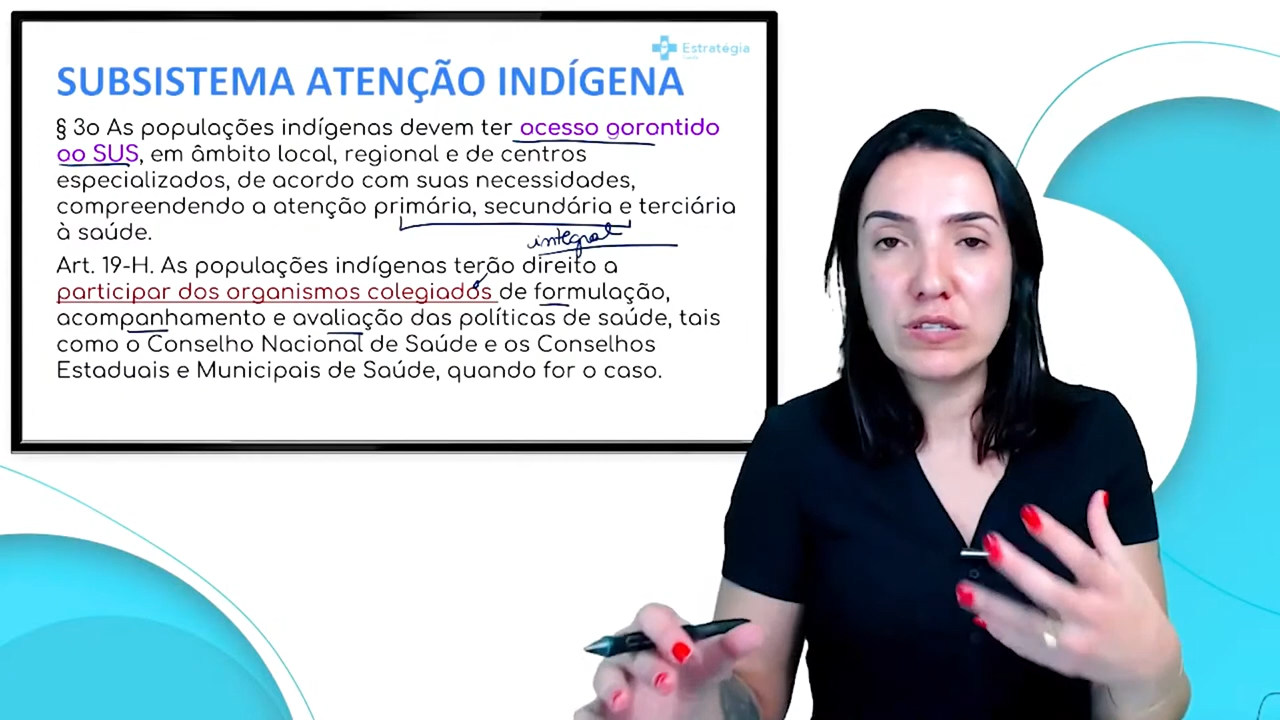 Estratégia
SUBSISTEMA ATENÇÃO INDÍGENA
§ 3o As populações indígenas devem ter acesso garantido
ao SUS, em âmbito local, regional e de centros
especializados, de acordo com suas necessidades,
compreendendo a atenção primária, secundária e terciária
à saúde.
integral
Art. 19-H. As populações indígenas terão direito a
participar dos organismos colegiados de formulação,
acompanhamento e avaliação das políticas de saúde, tais
como o Conselho Nacional de Saúde e os Conselhos
Estaduais e Municipais de Saúde, quando for o caso.